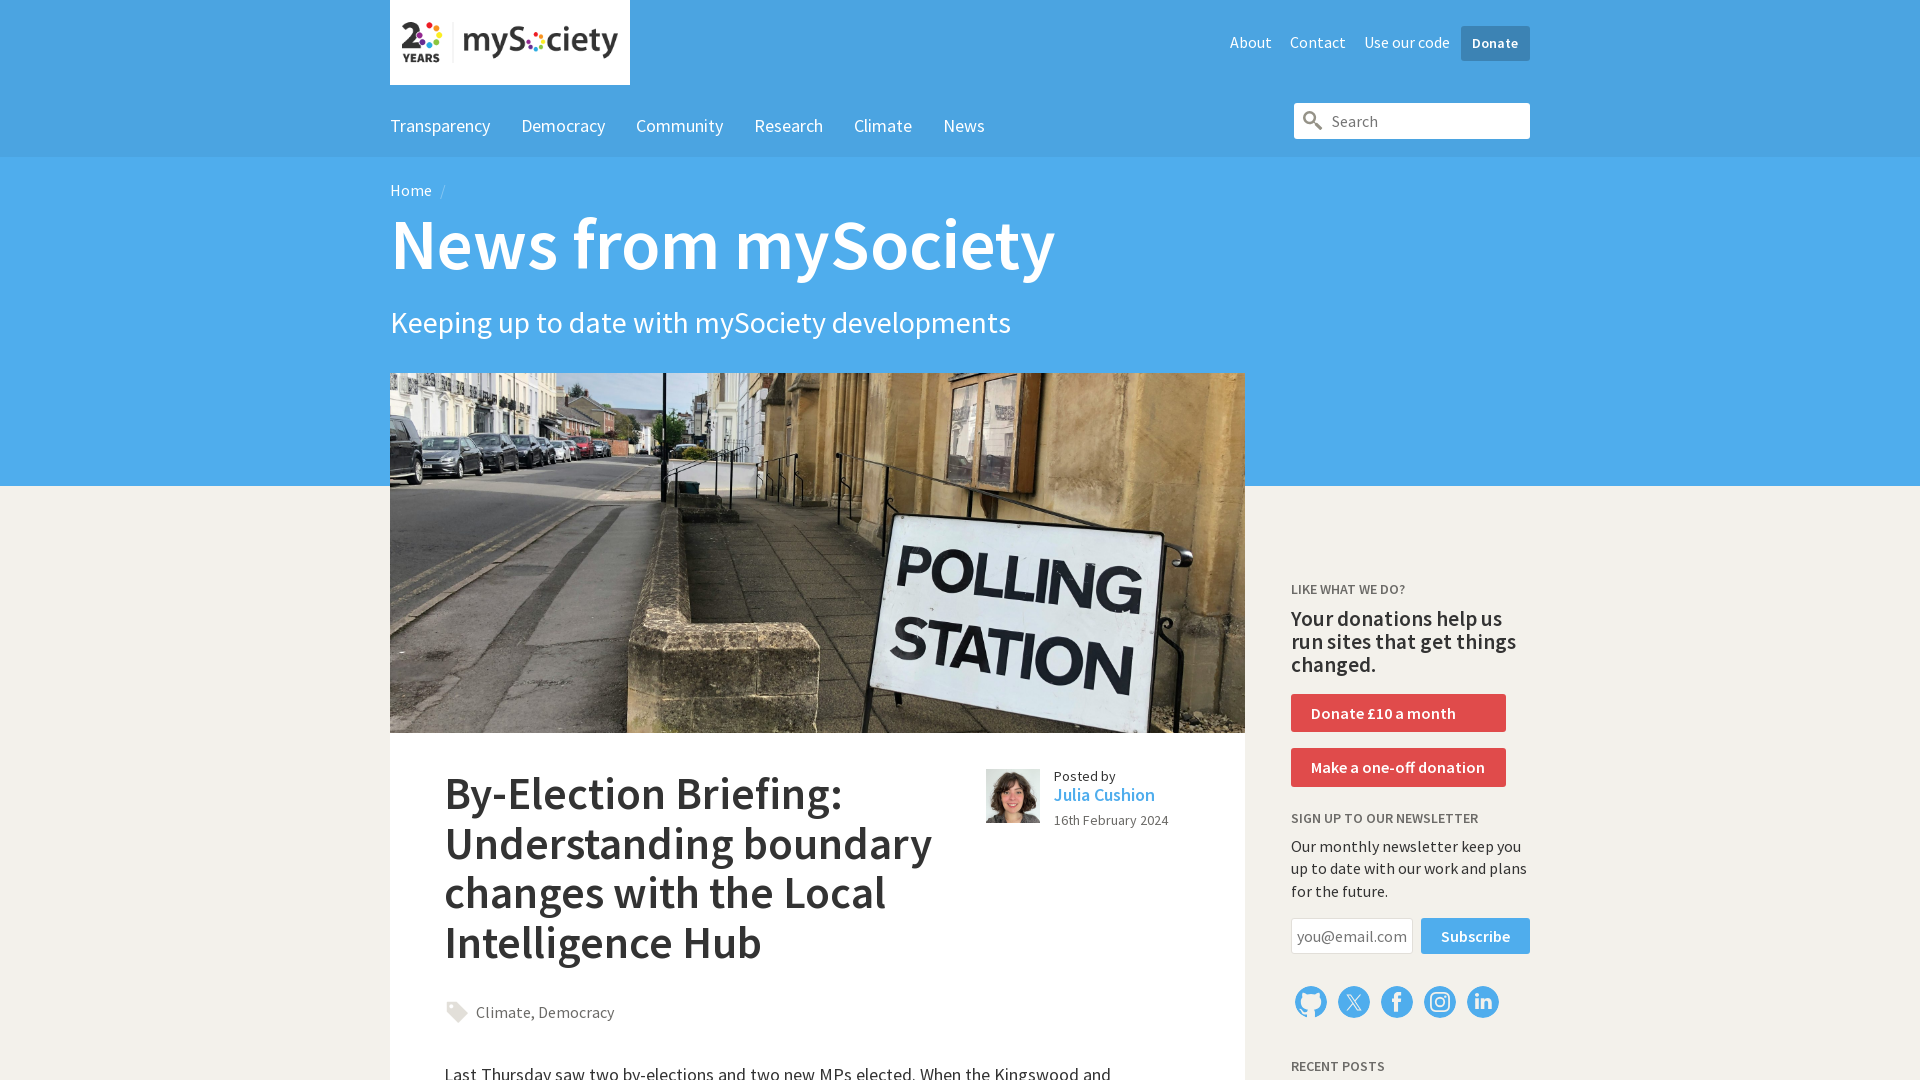 20 YEARS mySociety
About Contact Use our code Donate
Transparency Democracy Community Research Climate News
Search
Home /
News from mySociety
Keeping up to date with mySociety developments
POLLING
STATION
By-Election Briefing:
Understanding boundary
changes with the Local
Intelligence Hub
Posted by
Julia Cushion
16th February 2024
Climate, Democracy
Last Thursday saw two by-elections and two new MPs elected. When the Kingswood and
LIKE WHAT WE DO?
Your donations help us
run sites that get things
changed.
Donate £10 a month
Make a one-off donation
SIGN UP TO OUR NEWSLETTER
Our monthly newsletter keep you
up to date with our work and plans
for the future.
you@email.com Subscribe
RECENT POSTS